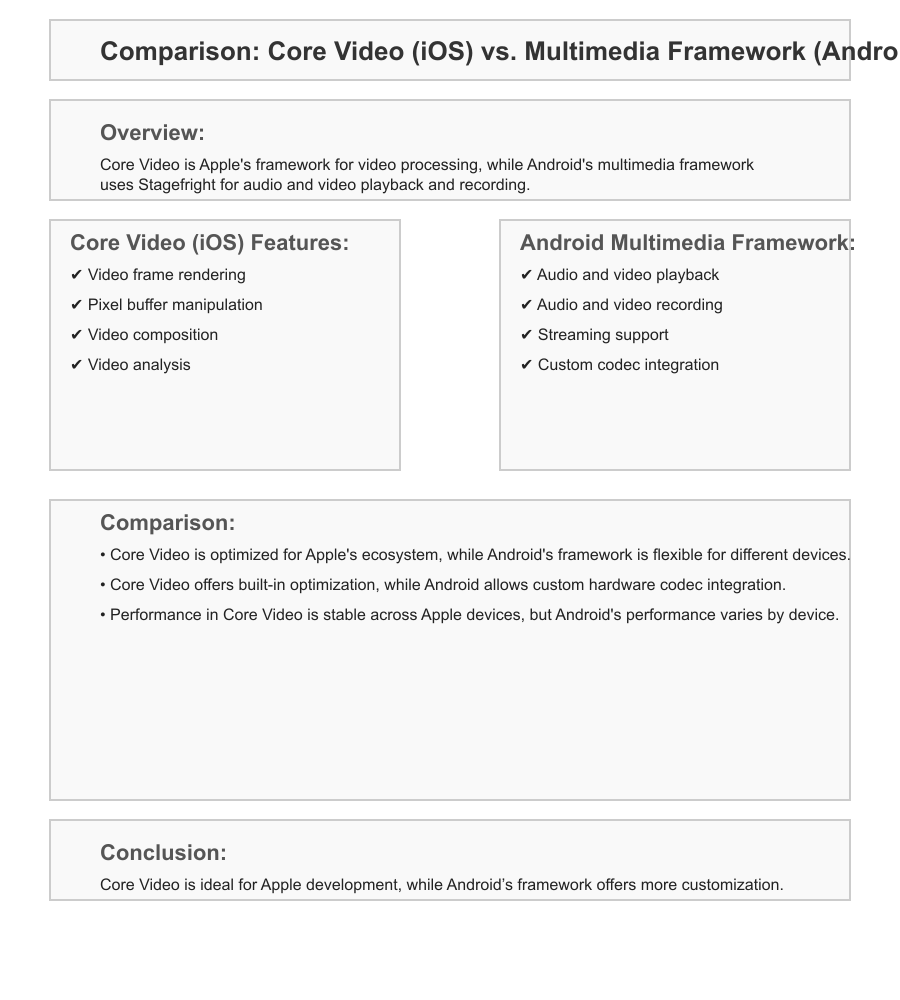 Comparison: Core Video (iOS) vs. Multimedia Framework (Andro
Overview:
Core Video is Apple's framework for video processing, while Android's multimedia framework
uses Stagefright for audio and video playback and recording.
Core Video (iOS) Features:
✔ Video frame rendering
✔ Pixel buffer manipulation
✔ Video composition
✔ Video analysis
Android Multimedia Framework:
✔ Audio and video playback
✔ Audio and video recording
✔ Streaming support
✔ Custom codec integration
Comparison:
• Core Video is optimized for Apple's ecosystem, while Android's framework is flexible for different devices.
• Core Video offers built-in optimization, while Android allows custom hardware codec integration.
• Performance in Core Video is stable across Apple devices, but Android's performance varies by device.
Conclusion:
Core Video is ideal for Apple development, while Android’s framework offers more customization.